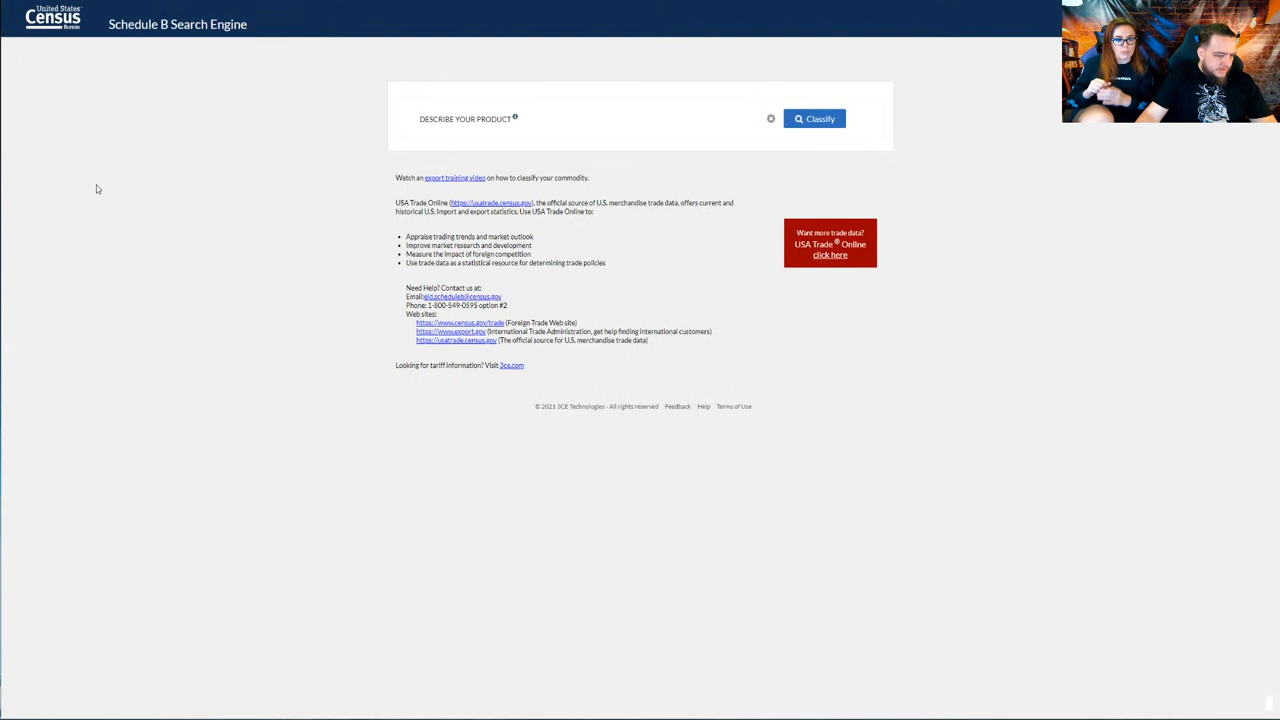 United States
Census
Bureau
Schedule B Search Engine
DESCRIBE YOUR PRODUCT
Classify
Watch an export training video on how to classify your commodity.
USA Trade Online (https://usatrade.census.gov), the official source of U.S. merchandise trade data, offers current and
historical U.S. import and export statistics. Use USA Trade Online to:
• Appraise trading trends and market outlook
• Improve market research and development
• Measure the impact of foreign competition
• Use trade data as a statistical resource for determining trade policies
Want more trade data?
USA Trade ® Online
click here
Need Help? Contact us at:
Email:eid.scheduleb@census.gov
Phone: 1-800-549-0595 option #2
Web sites:
https://www.census.gov/trade (Foreign Trade Web site)
https://www.export.gov (International Trade Administration, get help finding international customers)
https://usatrade.census.gov (The official source for U.S. merchandise trade data)
Looking for tariff information? Visit 3ce.com
© 2021 3CE Technologies - All rights reserved Feedback Help Terms of Use